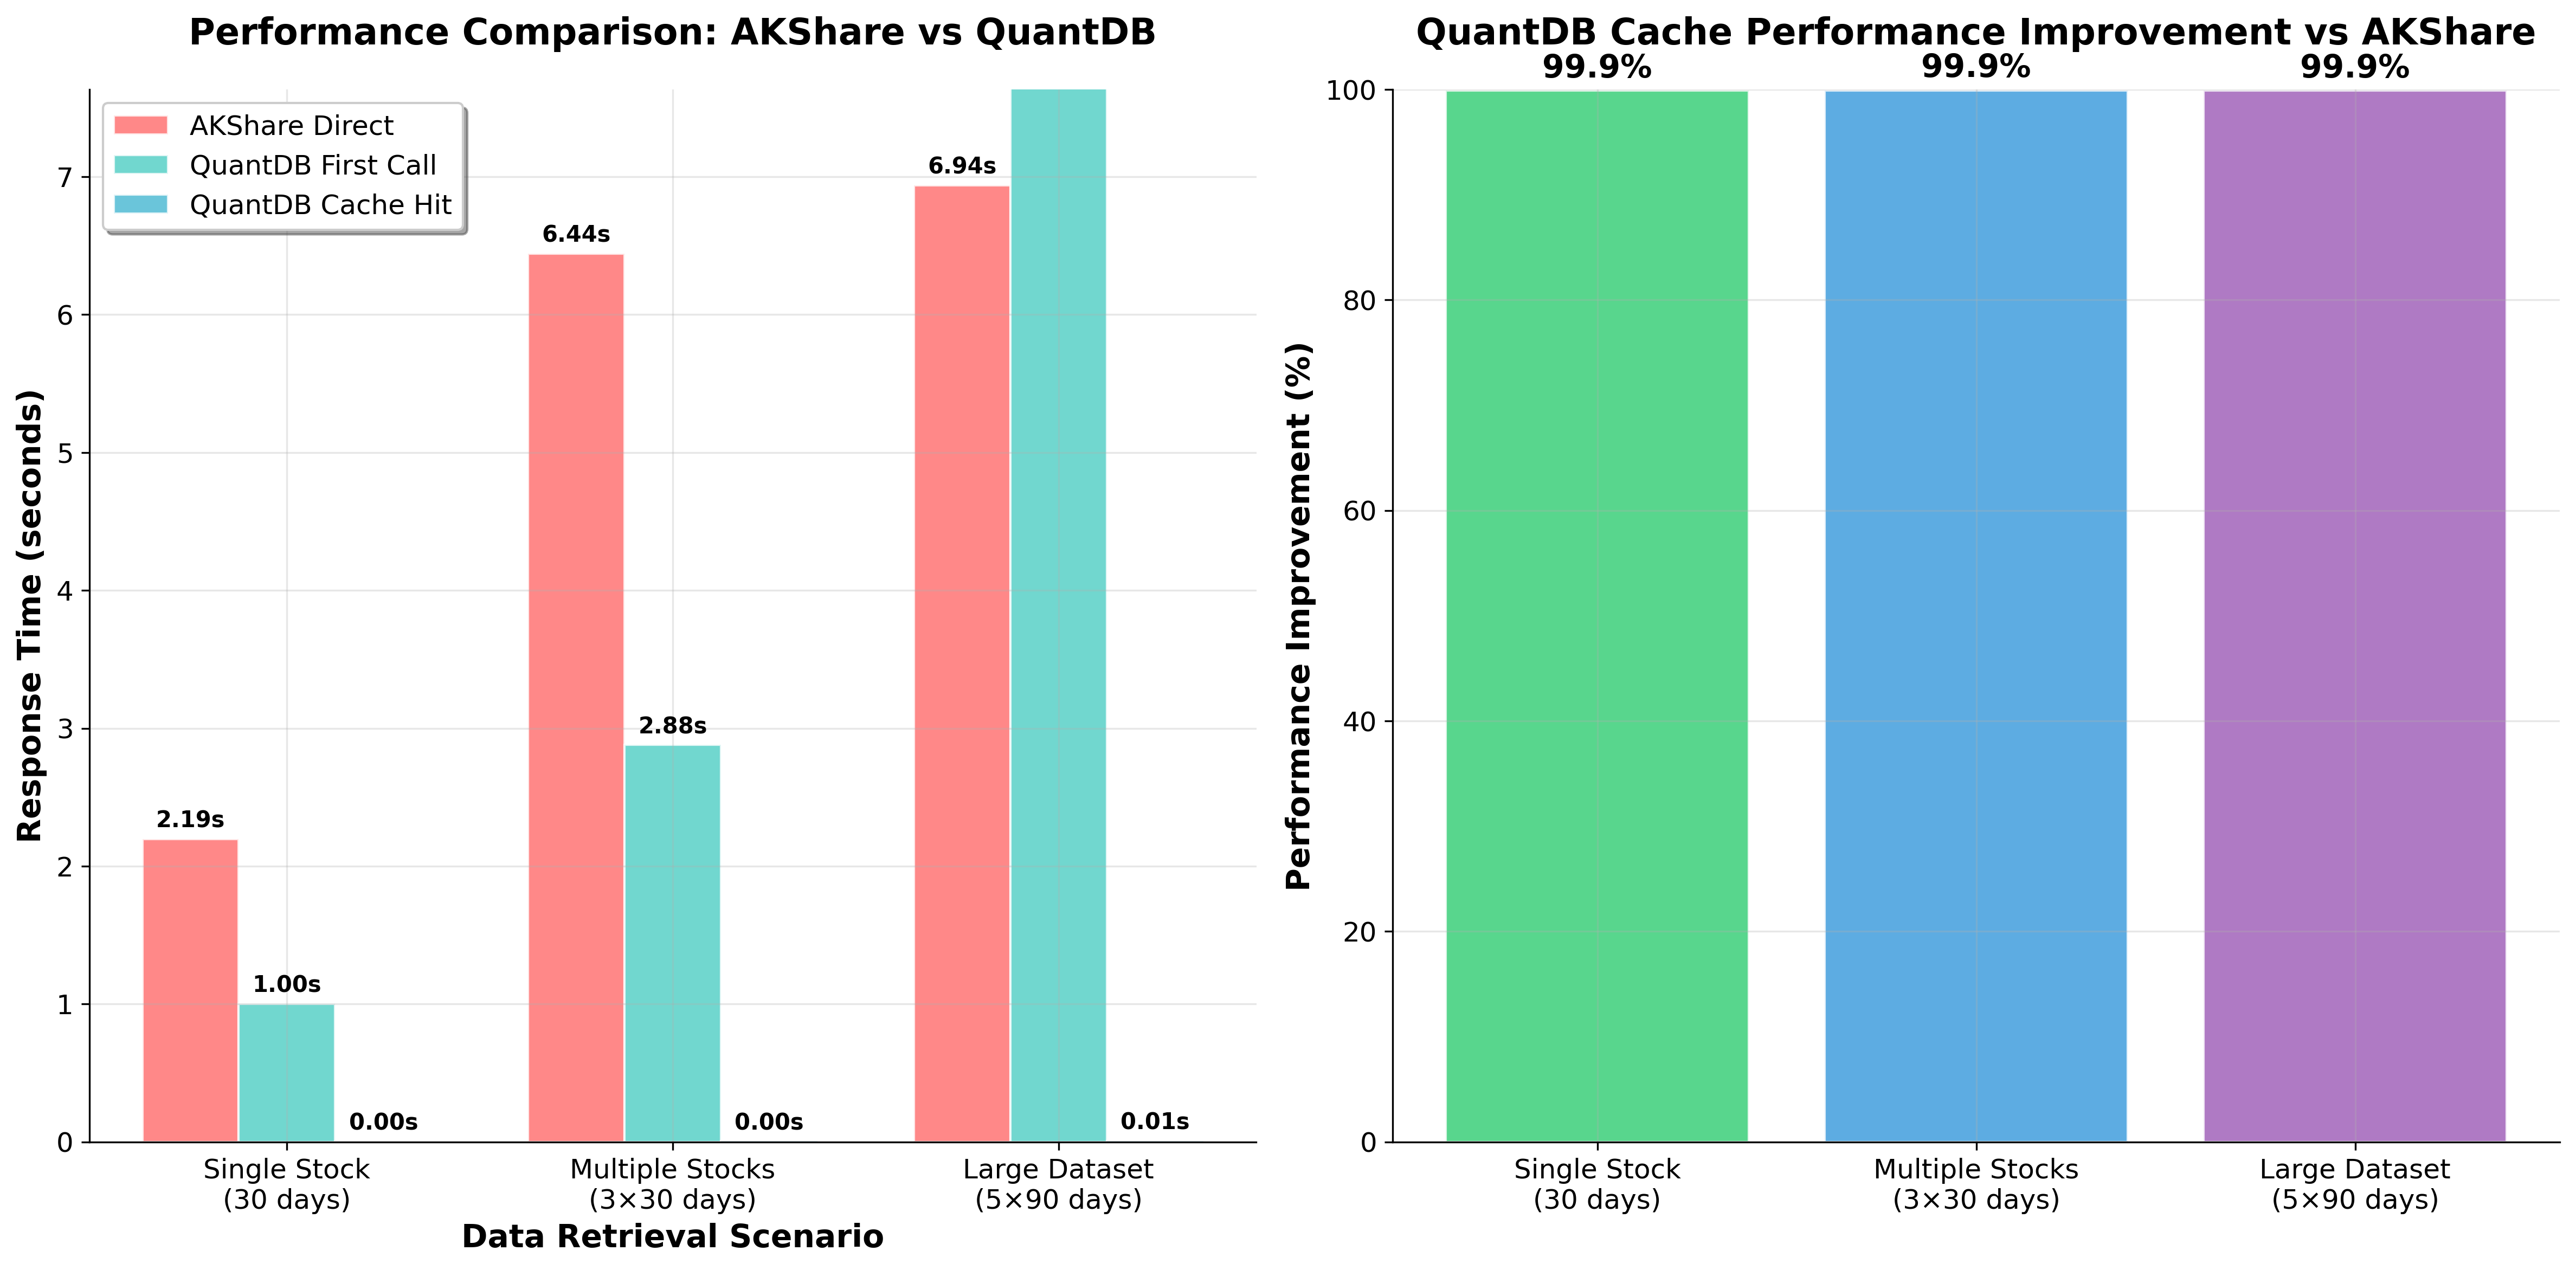 Performance Comparison: AKShare vs QuantDB
AKShare Direct
QuantDB First Call
QuantDB Cache Hit
Response Time (seconds)
7
6
5
4
3
2
1
0
2.19s
1.00s
0.00s
6.44s
2.88s
0.00s
6.94s
0.01s
Single Stock
(30 days)
Multiple Stocks
(3×30 days)
Large Dataset
(5×90 days)
Data Retrieval Scenario
QuantDB Cache Performance Improvement vs AKShare
99.9%
99.9%
99.9%
Performance Improvement (%)
100
80
60
40
20
0
Single Stock
(30 days)
Multiple Stocks
(3×30 days)
Large Dataset
(5×90 days)